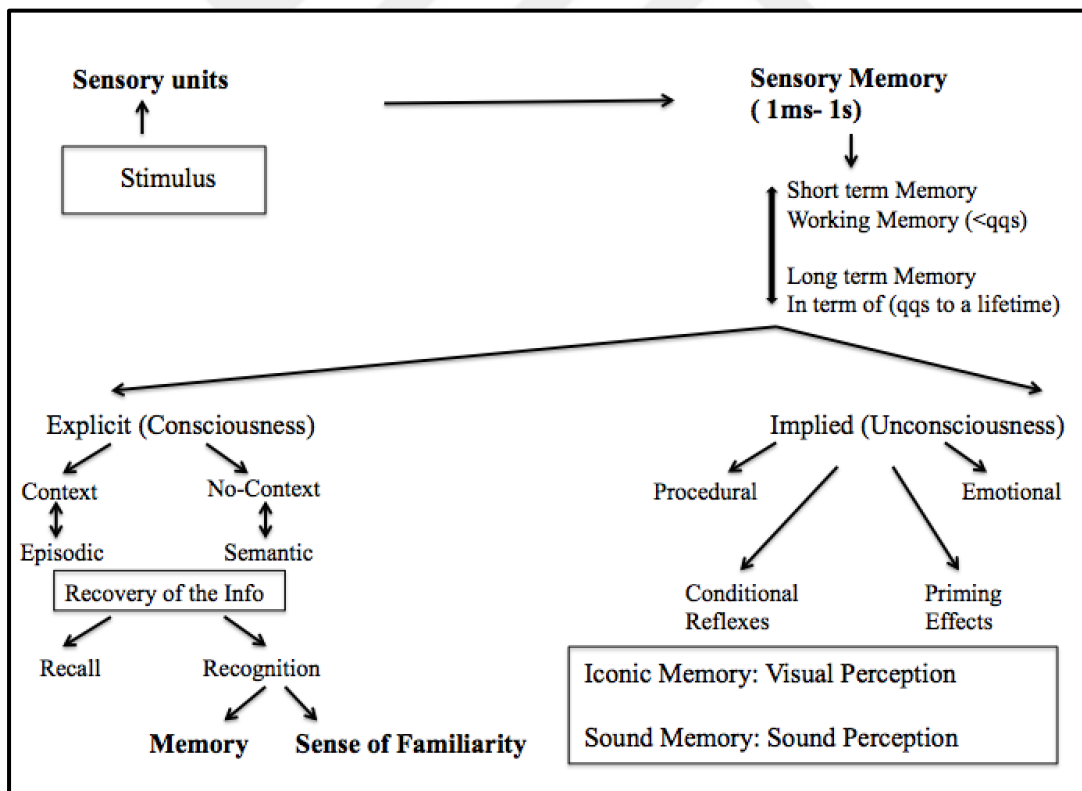 Sensory units
Sensory Memory
( 1ms- 1s)
Stimulus
Short term Memory
Working Memory (<qqs)
Long term Memory
In term of (qqs to a lifetime)
Explicit (Consciousness)
Implied (Unconsciousness)
Context
No-Context
Procedural
Emotional
Episodic
Semantic
Recovery of the Info
Conditional
Reflexes
Priming
Effects
Recall
Recognition
Iconic Memory: Visual Perception
Memory
Sense of Familiarity
Sound Memory: Sound Perception